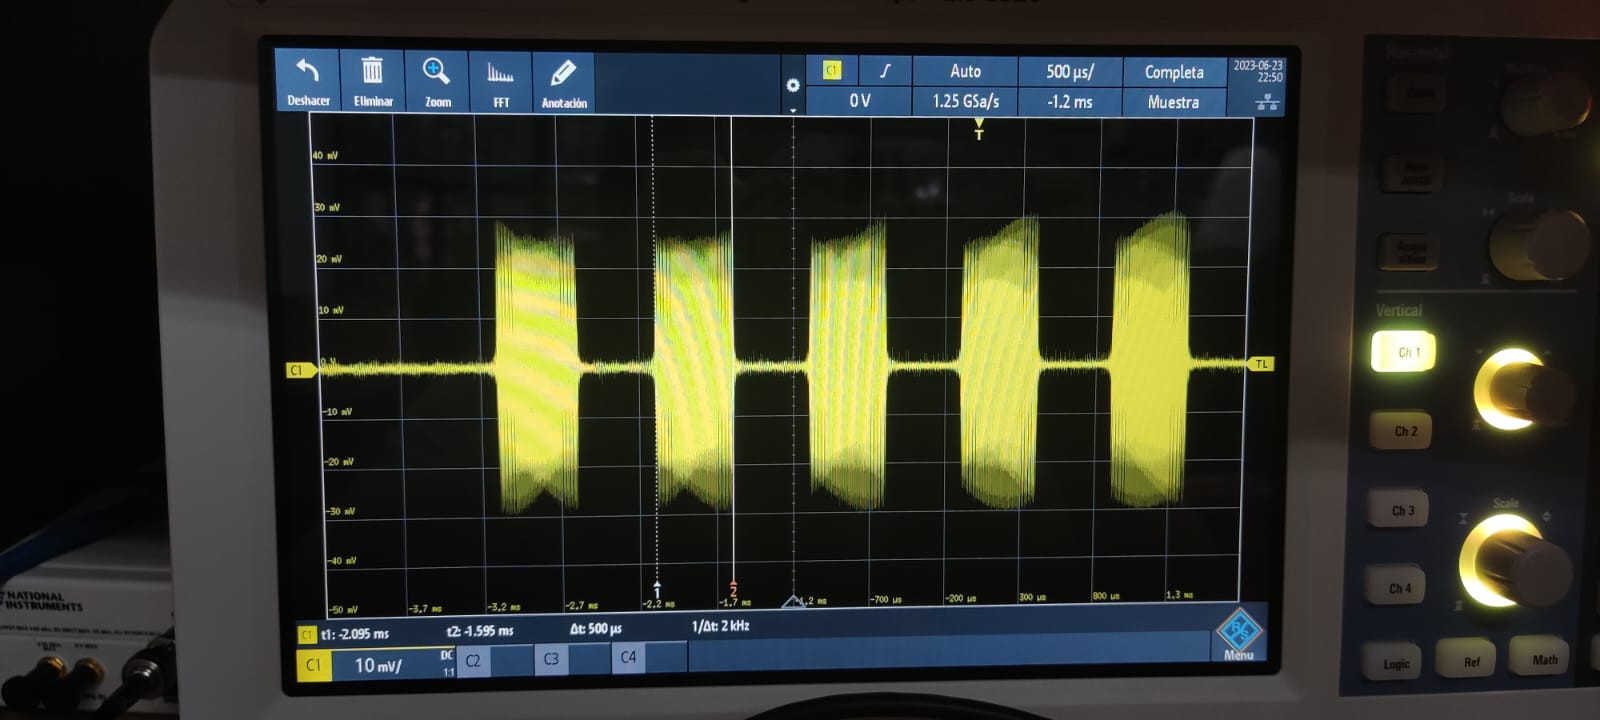 Deshacer
Eliminar
Zoom
FFT
Anotación
C1
Auto
500 µs/
Completa
0 V
1.25 GSa/s
-1.2 ms
Muestra
2023-06-23
22:50
T
40 mV
30 mV
20 mV
10 mV
0 V
C1
TL
-10 mV
-20 mV
-30 mV
-40 mV
-50 mV
-3.7 ms
-3.2 ms
-2.7 ms
-2.2 ms
-1.7 ms
-700 µs
-200 µs
300 µs
800 µs
1.3 ms
1
2
C1
t1: -2.095 ms
t2: -1.595 ms
Δt: 500 µs
1/Δt: 2 kHz
C1
10 mV/
DC
1:1
C2
C3
C4
Menu
Horizontal
Scale
Vertical
Ch 1
Ch 2
Ch 3
Ch 4
Scale
Logic
Ref
Math
NATIONAL
INSTRUMENTS